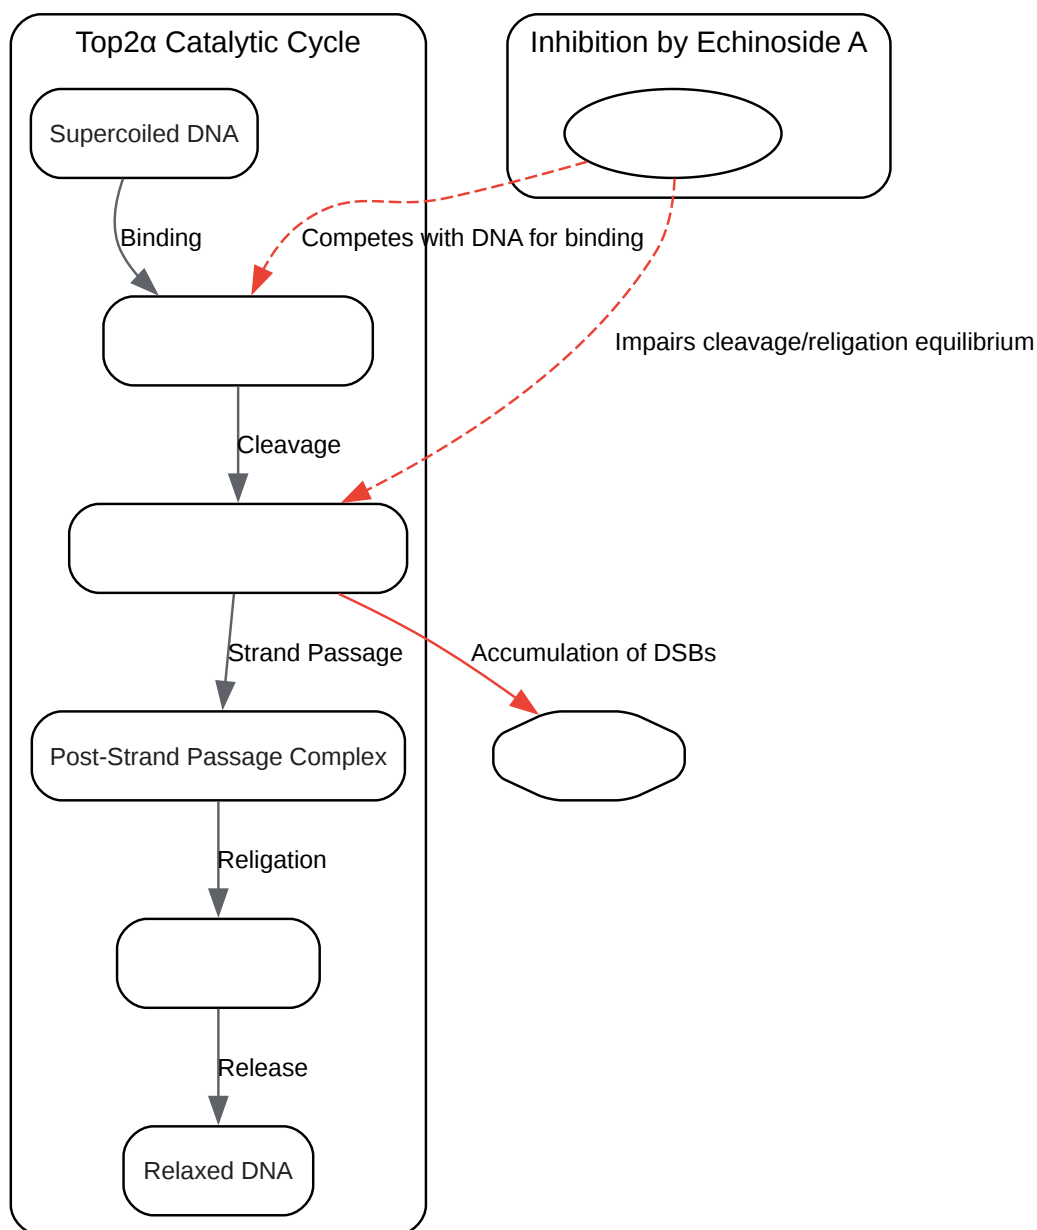 Top2α Catalytic Cycle
Inhibition by Echinoside A
Supercoiled DNA
Binding
Competes with DNA for binding
Impairs cleavage/religation equilibrium
Cleavage
Strand Passage
Accumulation of DSBs
Post-Strand Passage Complex
Religation
Release
Relaxed DNA